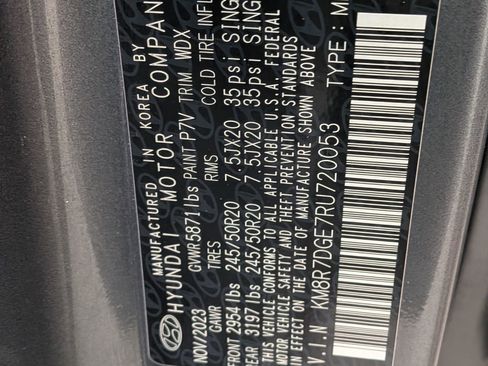 MANUFACTURED IN KOREA BY
HYUNDAI MOTOR COMPAN
NOV/2023 GVWR 5871 lbs PAINT P7V TRIM MDX
GAWR TIRES RIMS COLD TIRE INFL
FRONT 2954 lbs 245/50R20 7.5JX20 35psi SING
REAR 3197 lbs 245/50R20 7.5JX20 35psi SING
THIS VEHICLE CONFORMS TO ALL APPLICABLE U.S.A. FEDERAL
MOTOR VEHICLE SAFETY AND THEFT PREVENTION STANDARDS
IN EFFECT ON THE DATE OF MANUFACTURE SHOWN ABOVE
V.I.N : KM8R7DGE7RU720053 TYPE : M